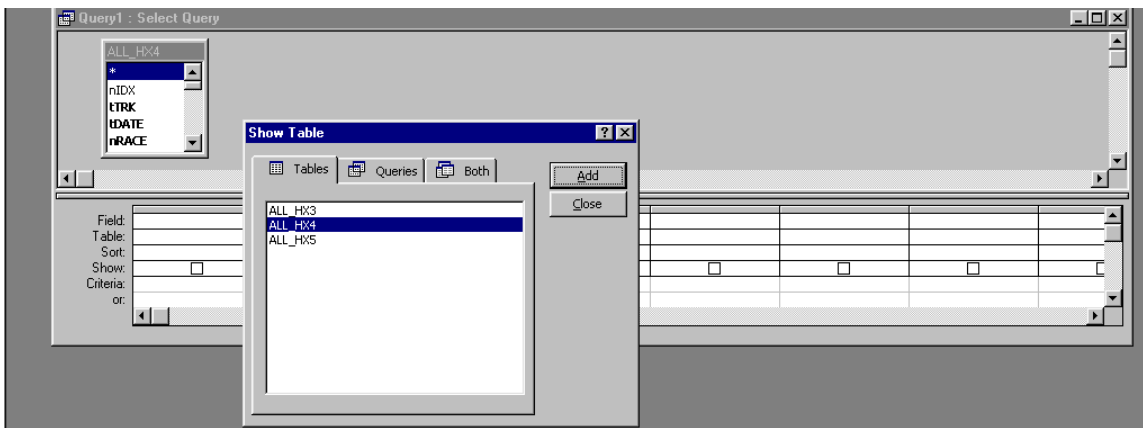 Query1 : Select Query
ALL_HX4
*
nIDX
tTRK
tDATE
nRACE
Show Table
Tables Queries Both
Add
Close
ALL_HX3
ALL_HX4
ALL_HX5
Field:
Table:
Sort:
Show:
Criteria:
or: